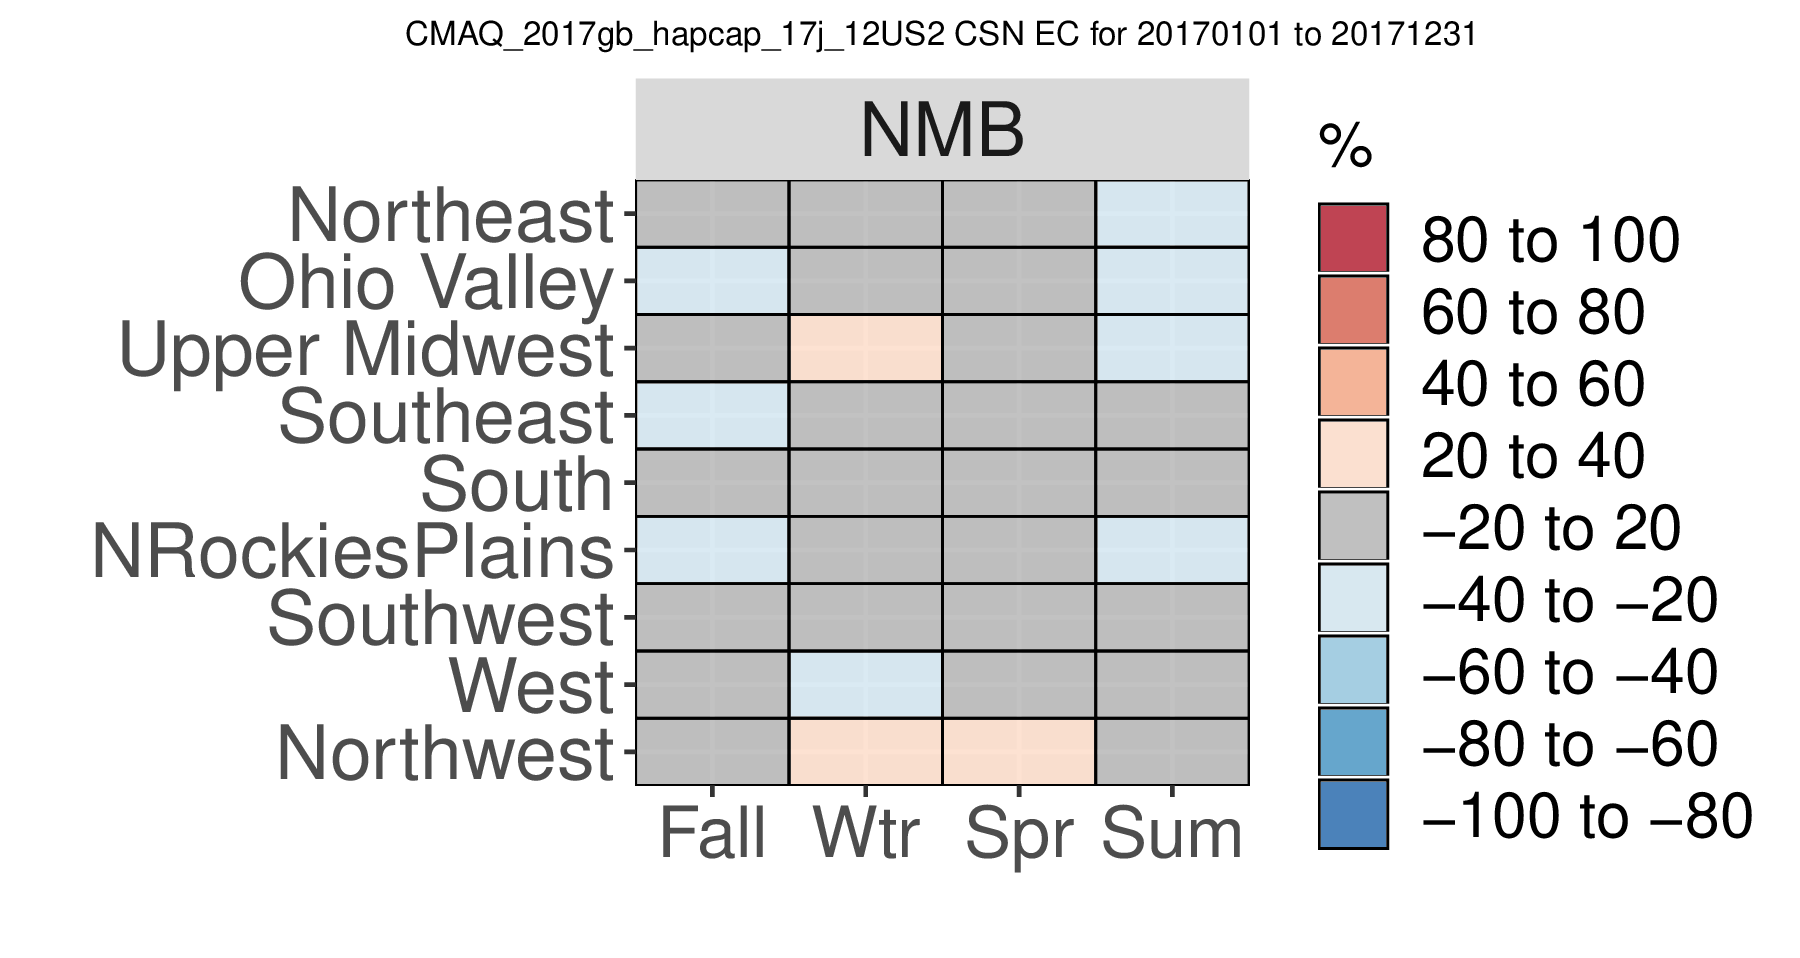 CMAQ_2017gb_hapcap_17j_12US2 CSN EC for 20170101 to 20171231
NMB
Northeast
Ohio Valley
Upper Midwest
Southeast
South
NRockiesPlains
Southwest
West
Northwest
Fall Wtr Spr Sum
%
80 to 100
60 to 80
40 to 60
20 to 40
−20 to 20
−40 to −20
−60 to −40
−80 to −60
−100 to −80